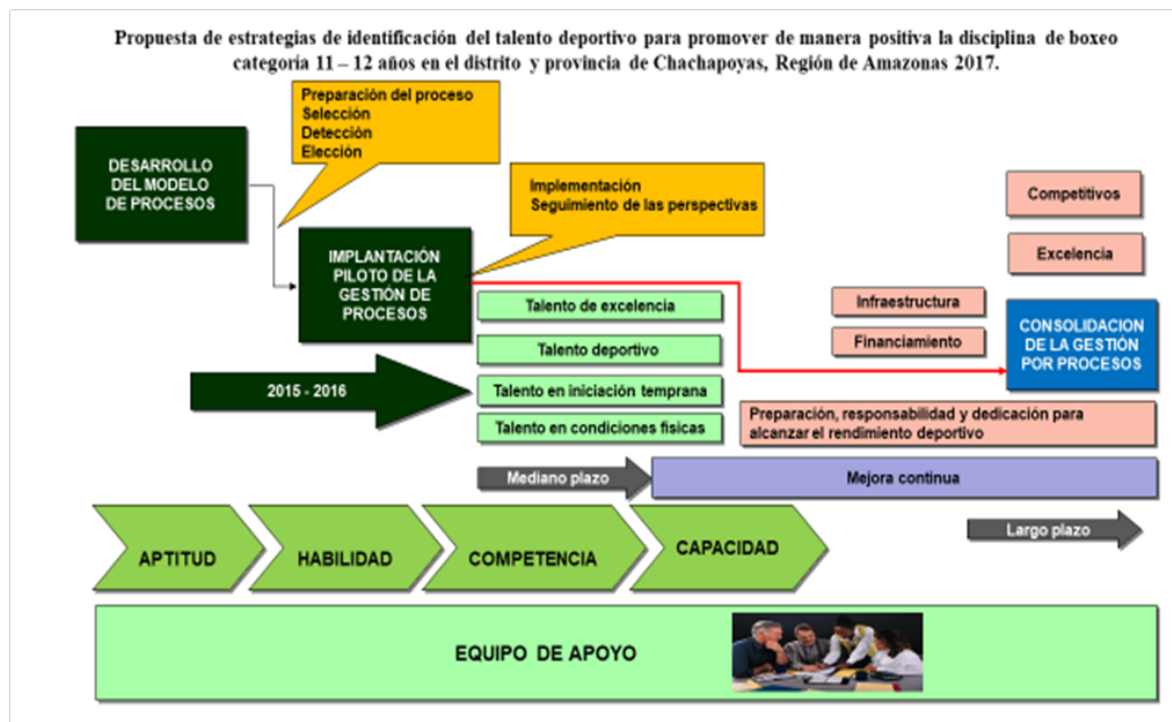 Propuesta de estrategias de identificación del talento deportivo para promover de manera positiva la disciplina de boxeo
categoria 11 – 12 años en el distrito y provincia de Chachapoyas, Región de Amazonas 2017.
Preparación del proceso
Selección
Detección
Elección
DESARROLLO
DEL MODELO
DE PROCESOS
Implementación
Seguimiento de las perspectivas
Competitivos
Excelencia
IMPLANTACIÓN
PILOTO DE LA
GESTIÓN DE
PROCESOS
Talento de excelencia
Talento deportivo
Talento en iniciación temprana
Talento en condiciones físicas
Infraestructura
Financiamiento
CONSOLIDACION
DE LA GESTIÓN
POR PROCESOS
2015 - 2016
Preparación, responsabilidad y dedicación para
alcanzar el rendimiento deportivo
Mediano plazo
Mejora continua
Largo plazo
APTITUD
HABILIDAD
COMPETENCIA
CAPACIDAD
EQUIPO DE APOYO